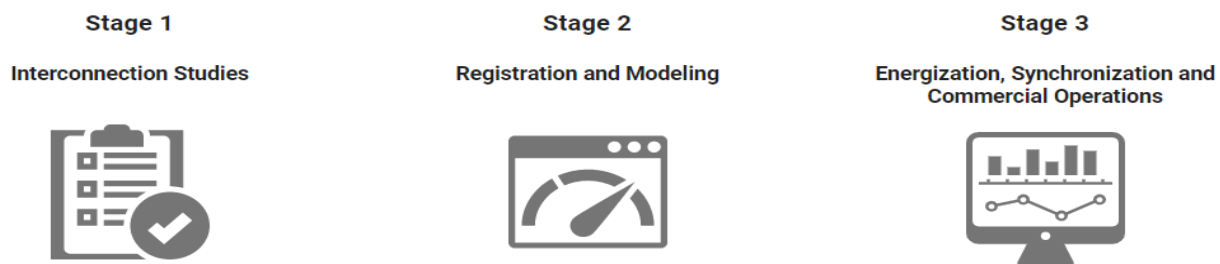 Stage 1
Interconnection Studies
Stage 2
Registration and Modeling
Stage 3
Energization, Synchronization and
Commercial Operations